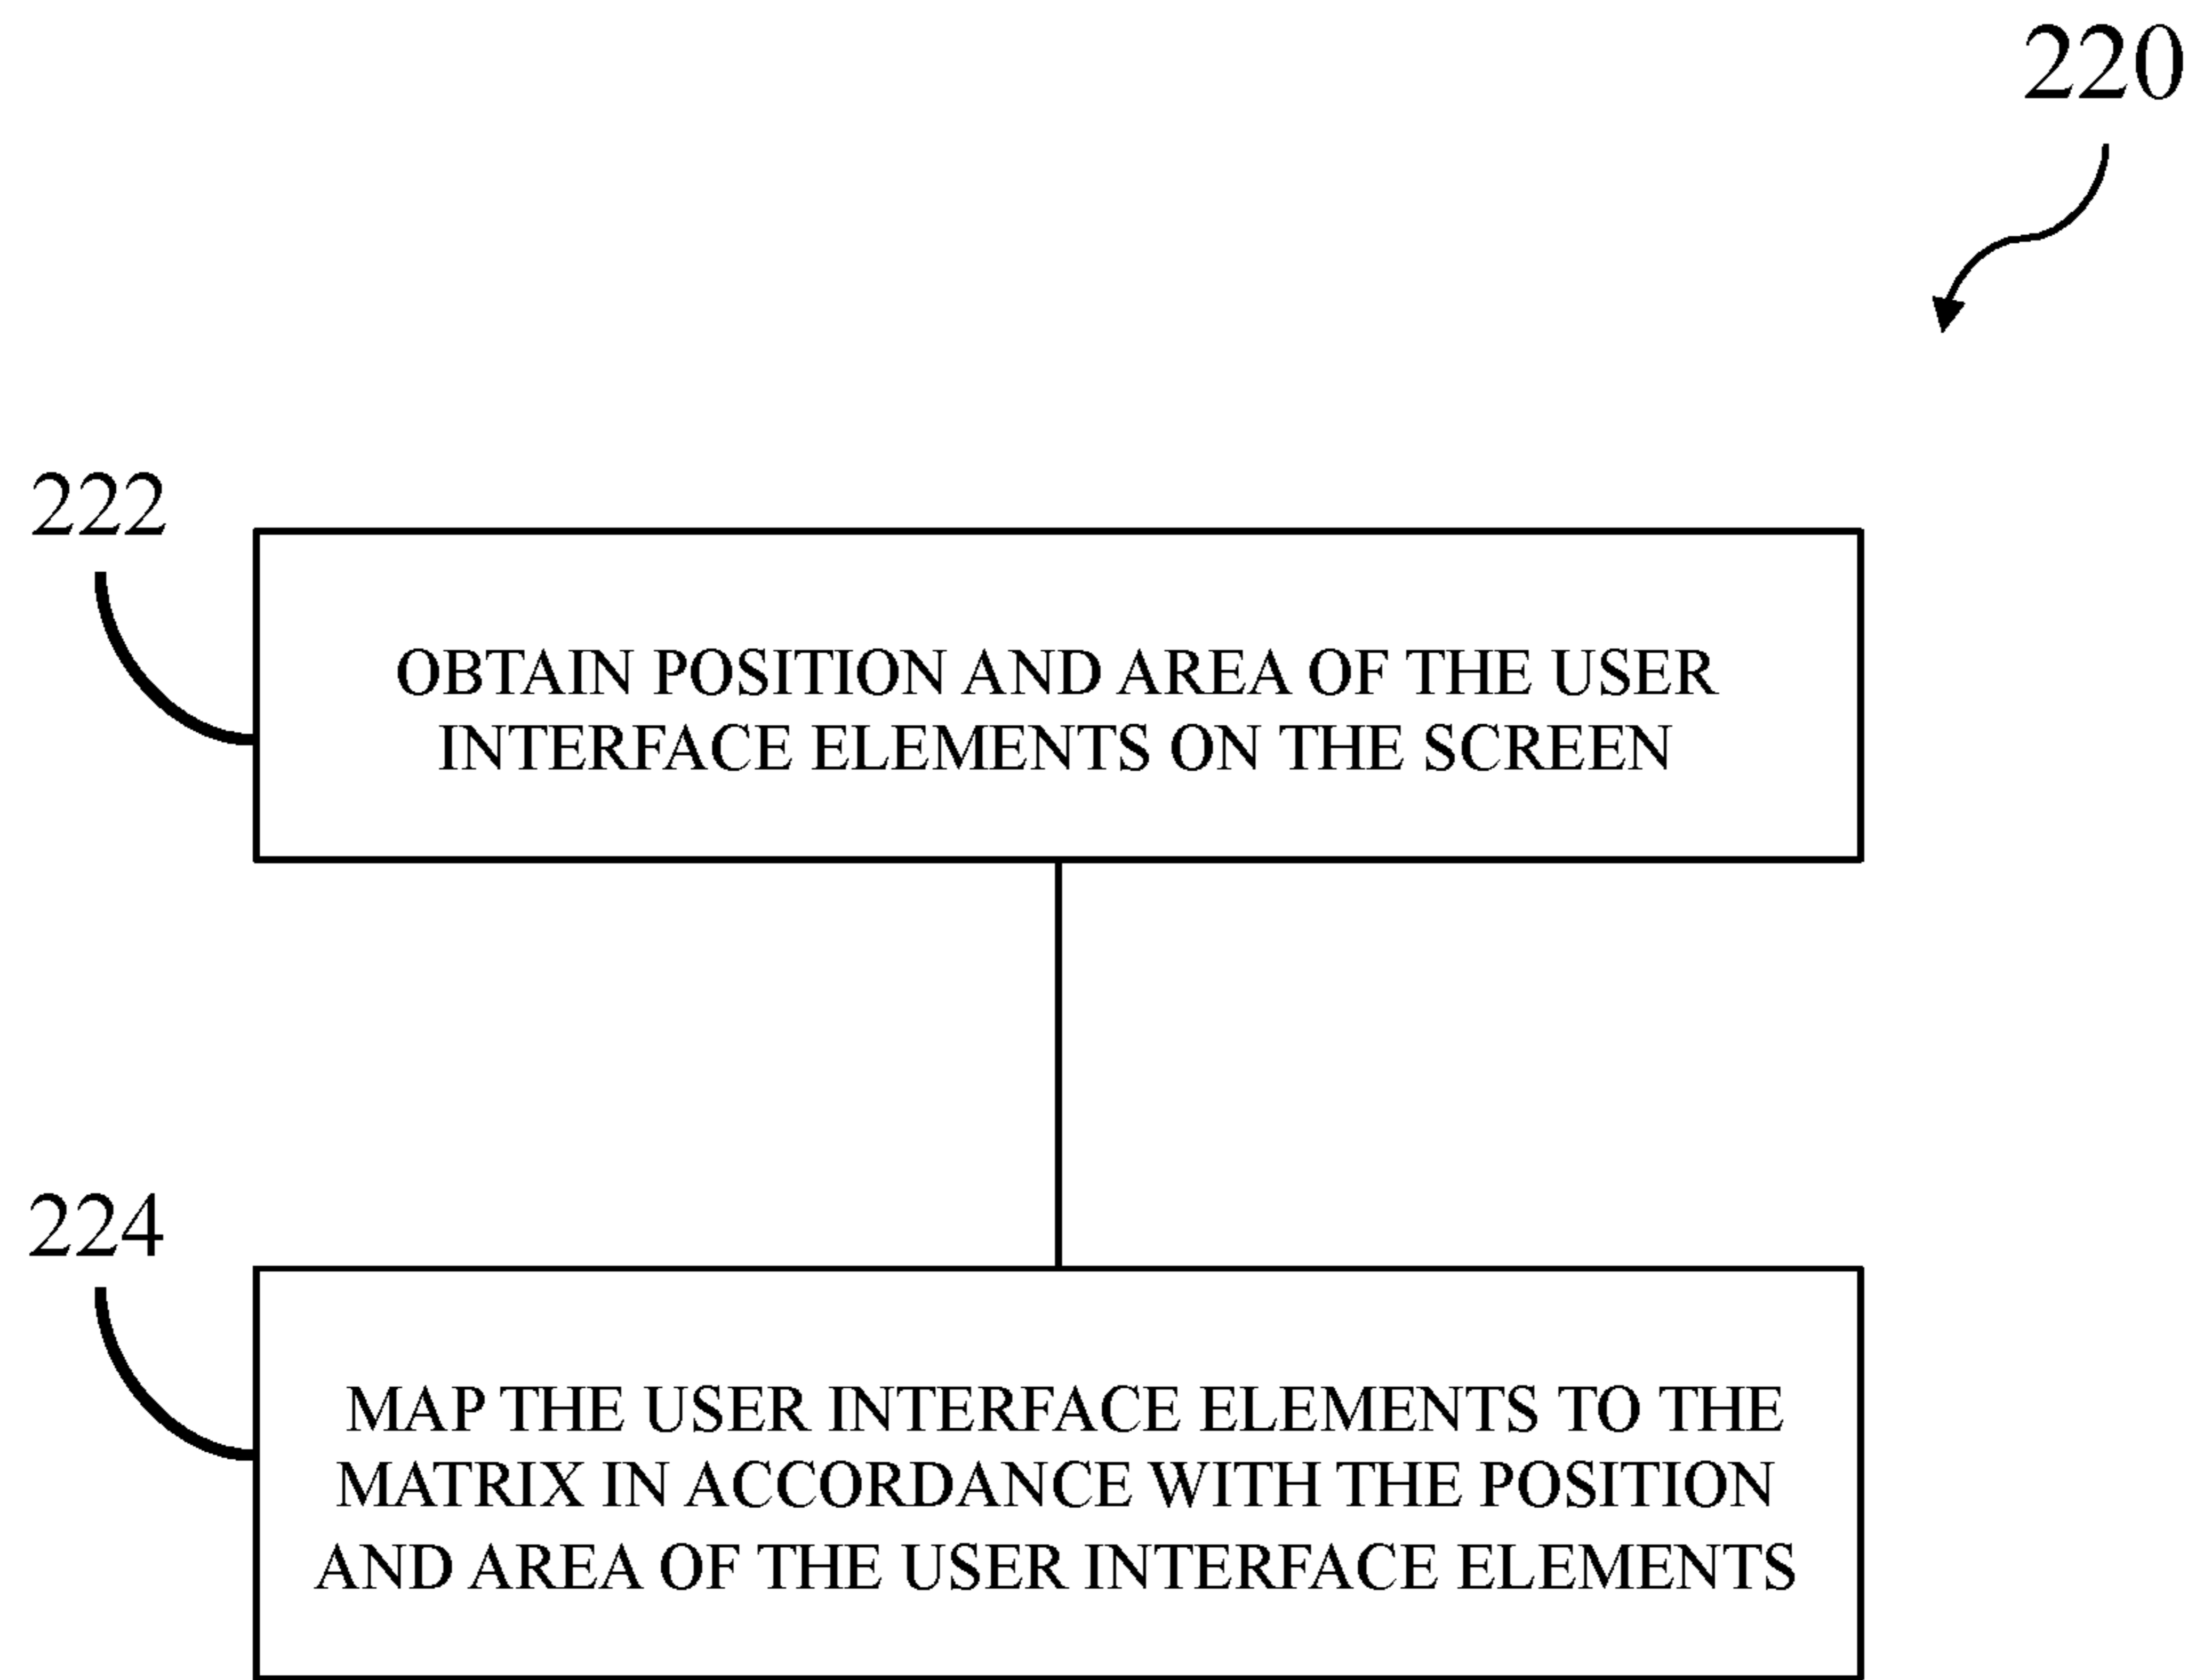 220
222
OBTAIN POSITION AND AREA OF THE USER
INTERFACE ELEMENTS ON THE SCREEN
224
MAP THE USER INTERFACE ELEMENTS TO THE
MATRIX IN ACCORDANCE WITH THE POSITION
AND AREA OF THE USER INTERFACE ELEMENTS